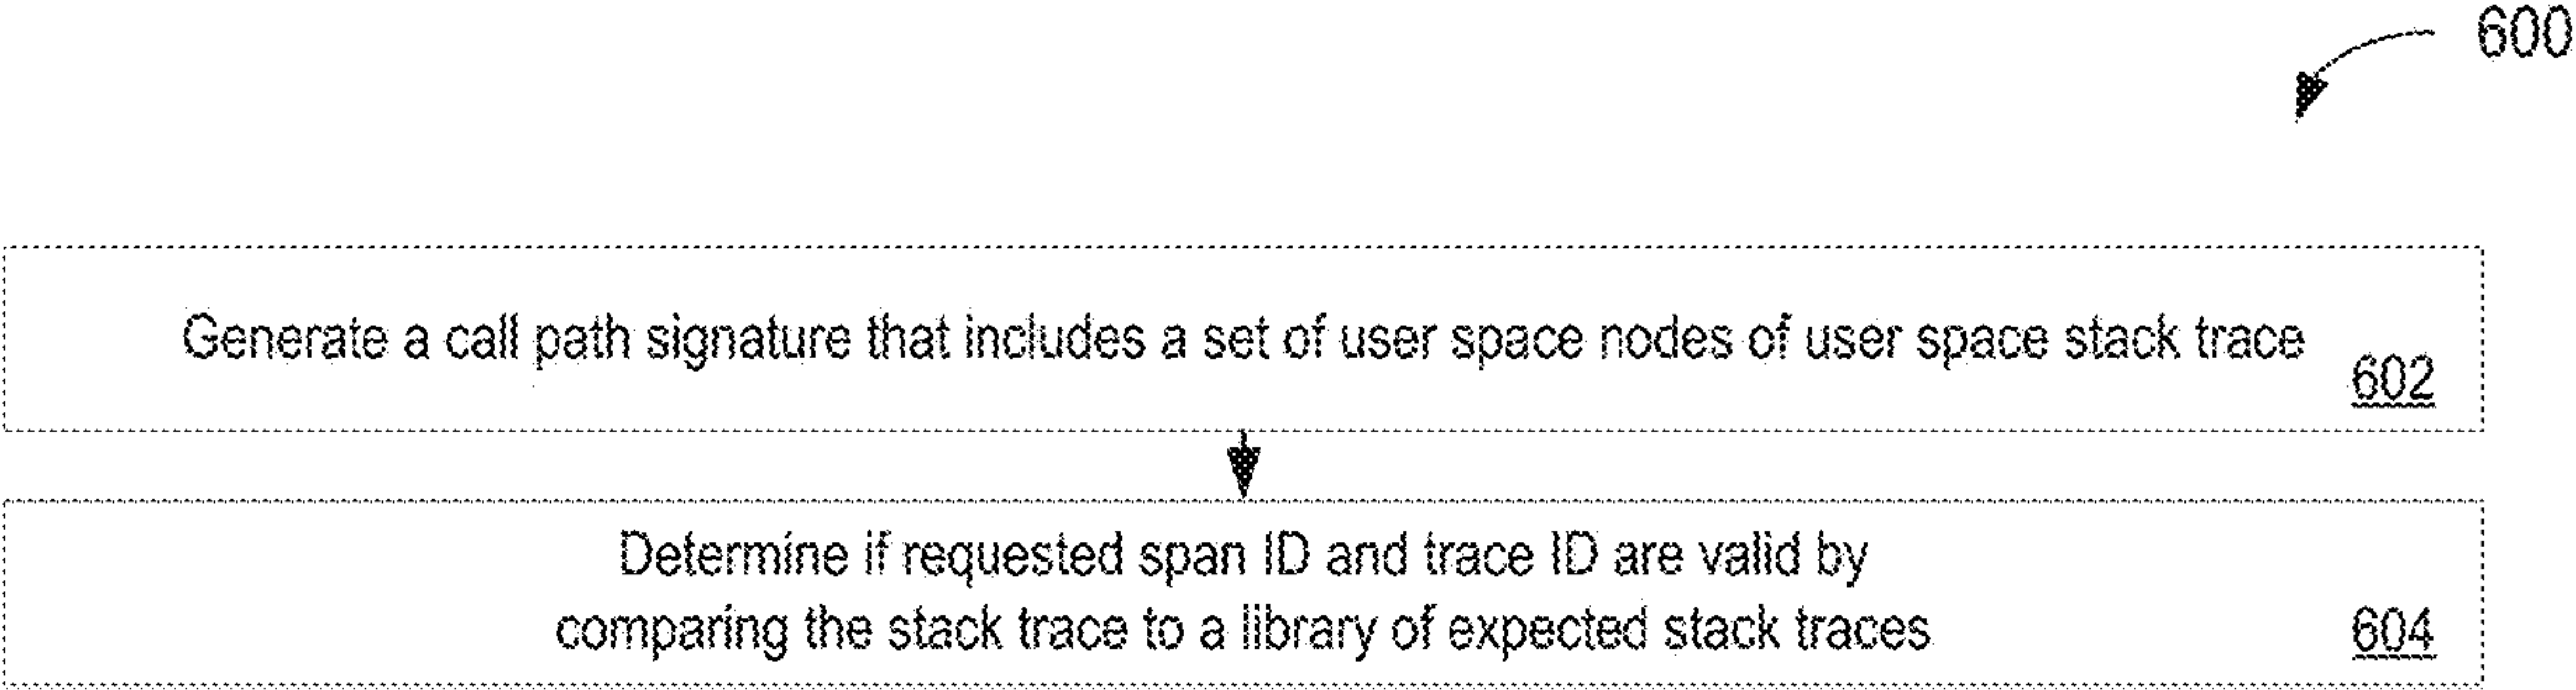 600
Generate a call path signature that includes a set of user space nodes of user space stack trace
602
Determine if requested span ID and trace ID are valid by
comparing the stack trace to a library of expected stack traces
604